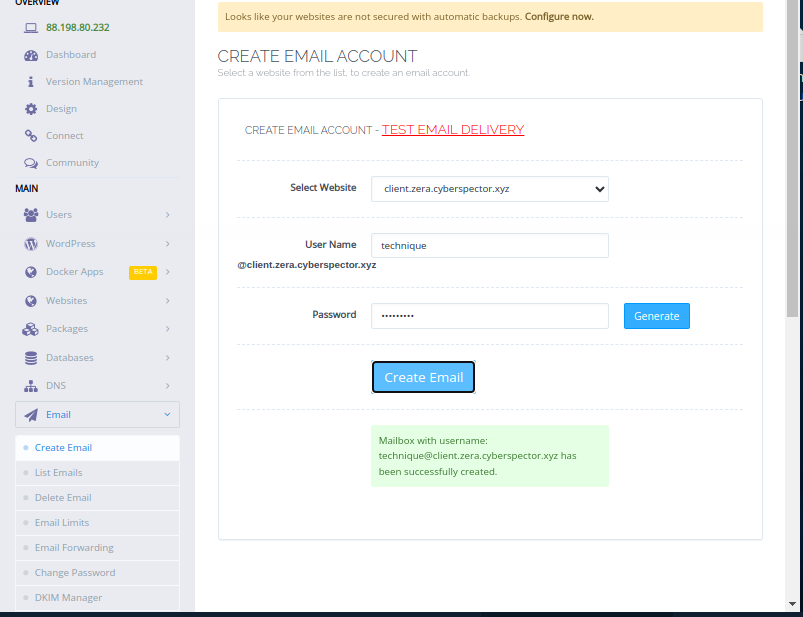 OVERVIEW
88.198.80.232
Dashboard
Version Management
Design
Connect
Community
MAIN
Users
WordPress
Docker Apps BETA
Websites
Packages
Databases
DNS
Email
Create Email
List Emails
Delete Email
Email Limits
Email Forwarding
Change Password
DKIM Manager
Looks like your websites are not secured with automatic backups. Configure now.
CREATE EMAIL ACCOUNT
Select a website from the list, to create an email account.
CREATE EMAIL ACCOUNT - TEST EMAIL DELIVERY
Select Website client.zera.cyberspector.xyz
User Name technique
@client.zera.cyberspector.xyz
Password ••••••••• Generate
Create Email
Mailbox with username:
technique@client.zera.cyberspector.xyz has
been successfully created.